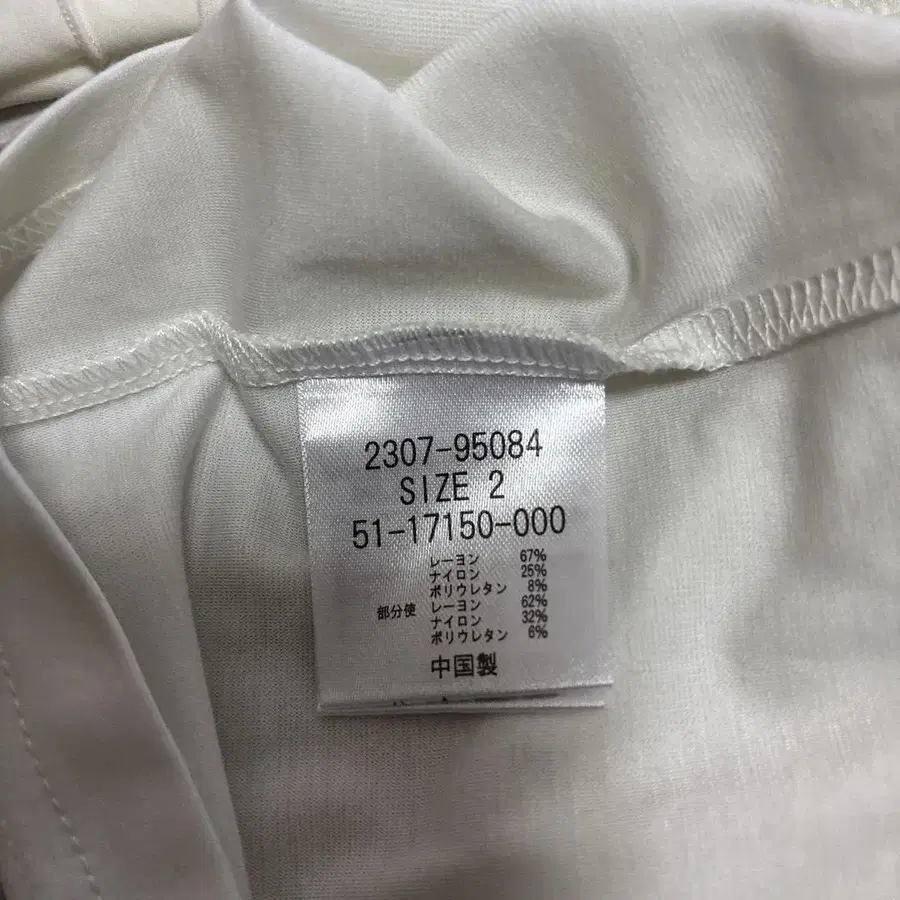 2307-95084
SIZE 2
51-17150-000
レーヨン 67%
ナイロン 25%
ポリウレタン 8%
部分使 レーヨン 62%
ナイロン 32%
ポリウレタン 6%
中国製